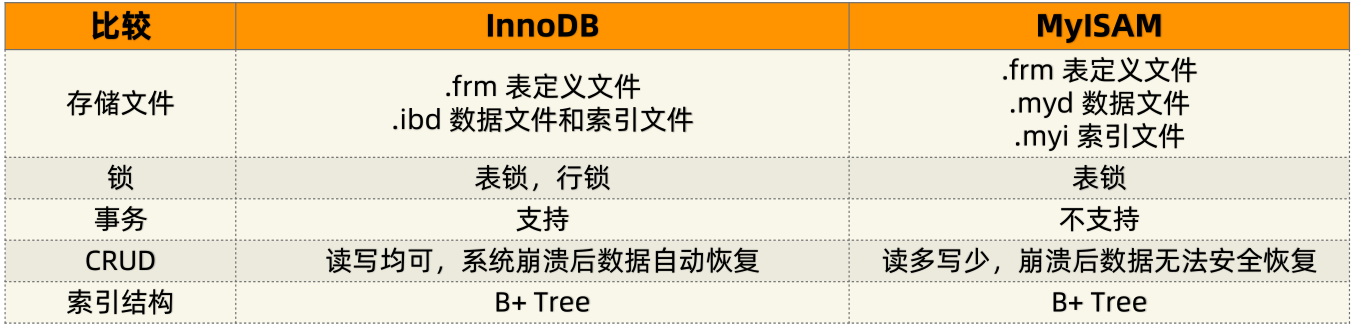 比较 InnoDB MyISAM
存储文件
.frm 表定义文件
.ibd 数据文件和索引文件
.frm 表定义文件
.myd 数据文件
.myi 索引文件
锁 表锁，行锁 表锁
事务 支持 不支持
CRUD 读写均可，系统崩溃后数据自动恢复 读多写少，崩溃后数据无法安全恢复
索引结构 B+ Tree B+ Tree